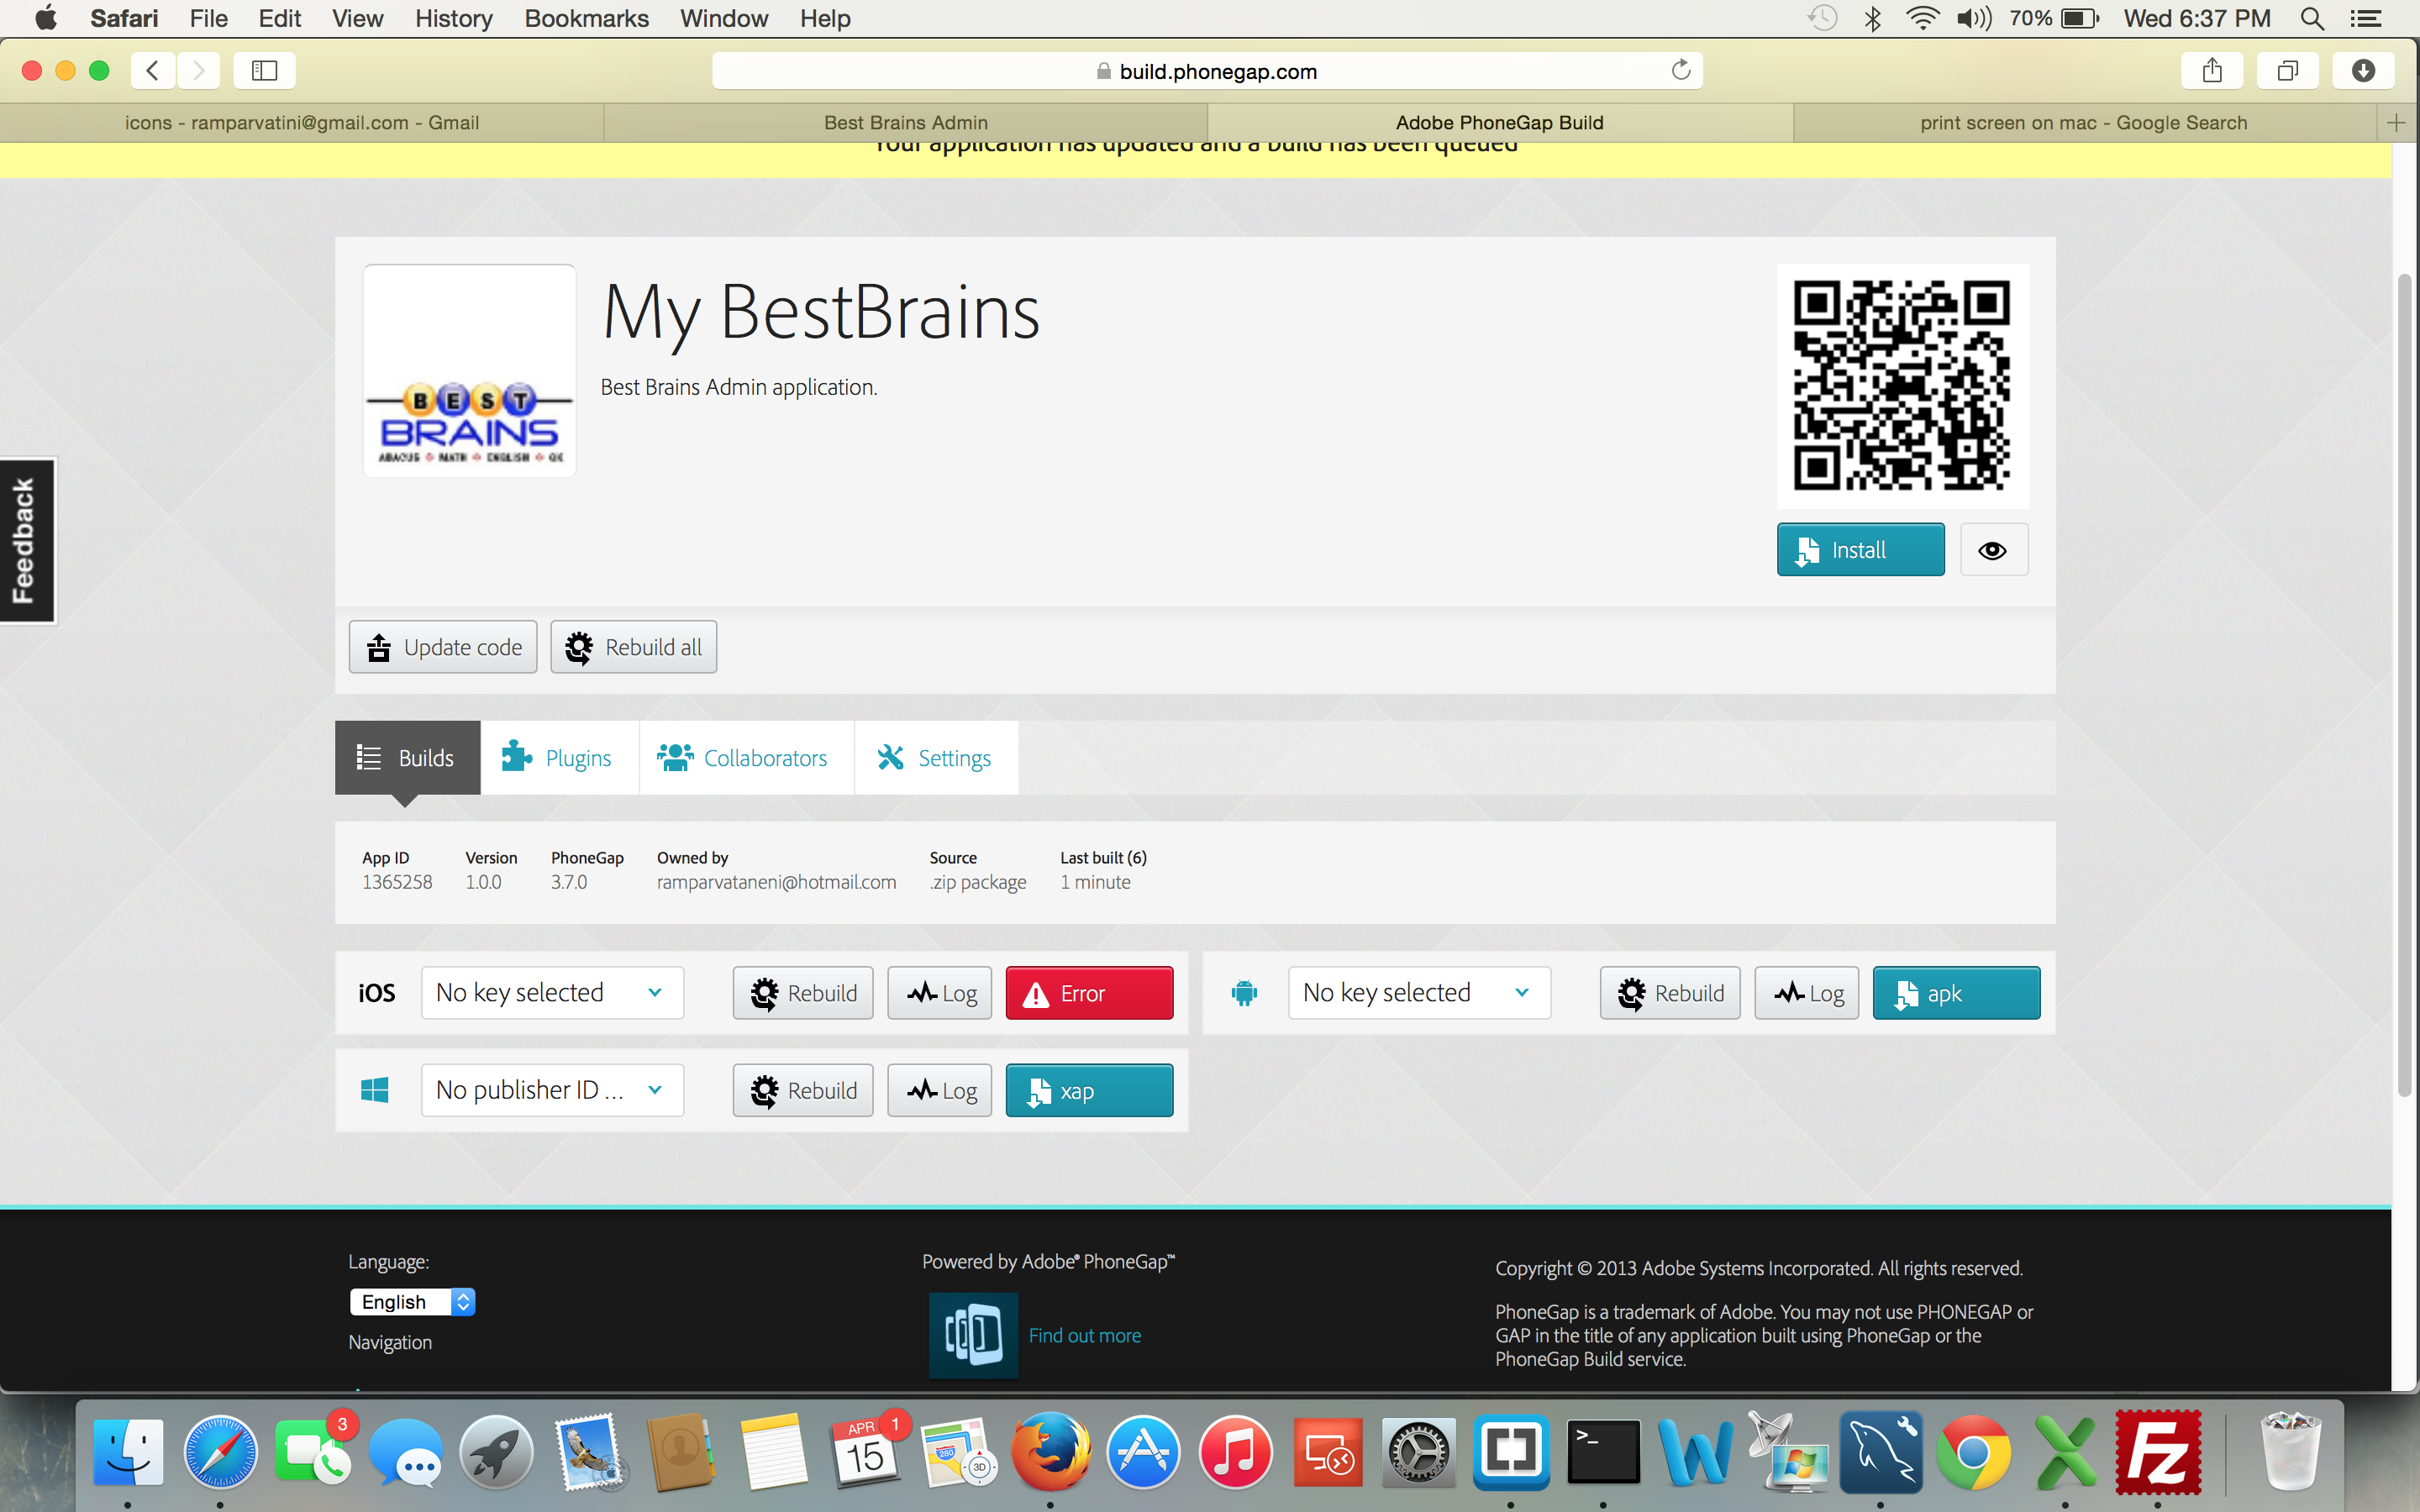 Safari File Edit View History Bookmarks Window Help 70% Wed 6:37 PM
build.phonegap.com
icons - ramparvatini@gmail.com - Gmail
Best Brains Admin
Adobe PhoneGap Build
print screen on mac - Google Search
Your application has updated and a build has been queued
My BestBrains
Best Brains Admin application.
BEST
BRAINS
ABACUS MATH ENGLISH GK
Install
Feedback
Update code
Rebuild all
Builds
Plugins
Collaborators
Settings
App ID Version PhoneGap Owned by Source Last built (6)
1365258 1.0.0 3.7.0 ramparvataneni@hotmail.com .zip package 1 minute
iOS No key selected Rebuild Log Error
No key selected Rebuild Log apk
No publisher ID ... Rebuild Log xap
Language:
English
Navigation
Powered by Adobe® PhoneGap™
Find out more
Copyright © 2013 Adobe Systems Incorporated. All rights reserved.
PhoneGap is a trademark of Adobe. You may not use PHONEGAP or
GAP in the title of any application built using PhoneGap or the
PhoneGap Build service.
3
APR
15
1
280
3D
>_
W
X
Fz